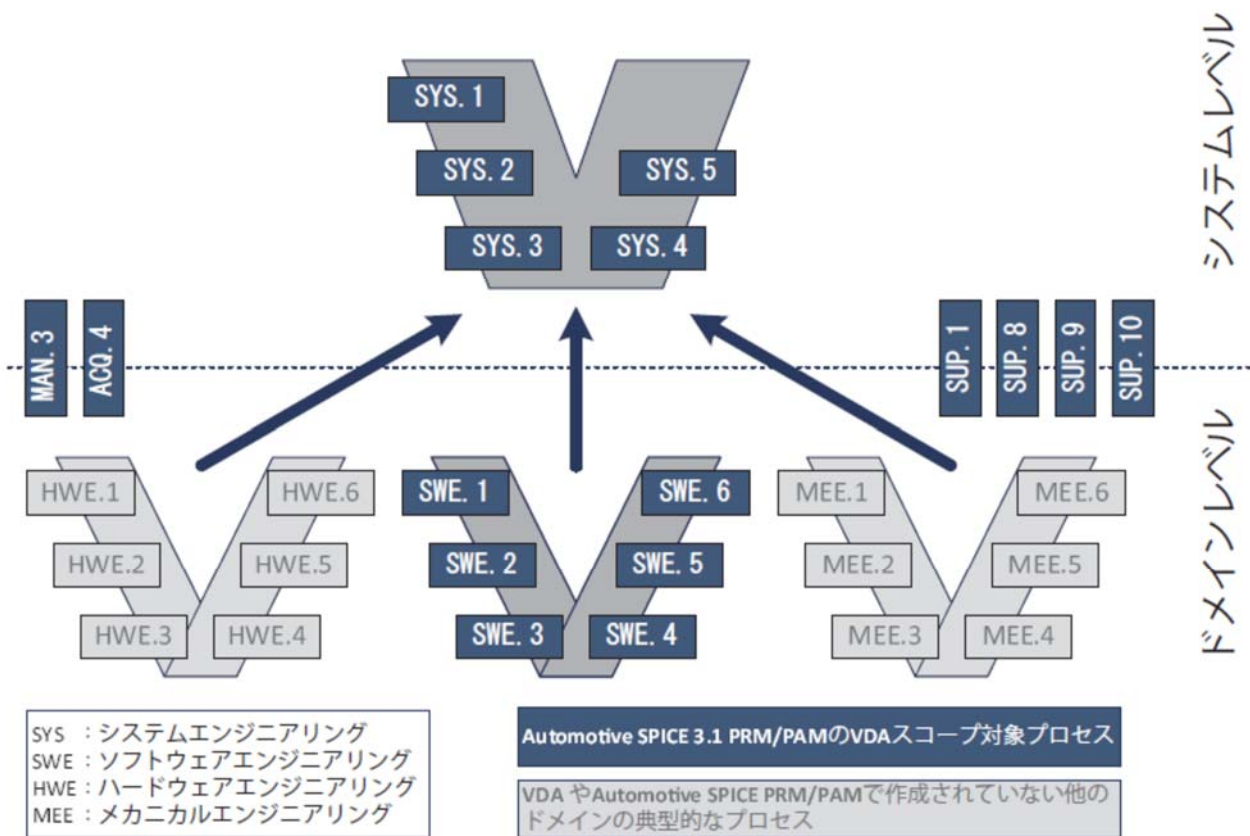 システムレベル
SYS. 1
SYS. 2
SYS. 5
SYS. 3
SYS. 4
MAN. 3
ACQ. 4
SUP. 1
SUP. 8
SUP. 9
SUP. 10
ドメインレベル
HWE.1
HWE.6
HWE.2
HWE.5
HWE.3
HWE.4
SWE. 1
SWE. 6
SWE. 2
SWE. 5
SWE. 3
SWE. 4
MEE.1
MEE.6
MEE.2
MEE.5
MEE.3
MEE.4
SYS ：システムエンジニアリング
SWE ：ソフトウェアエンジニアリング
HWE ：ハードウェアエンジニアリング
MEE ：メカニカルエンジニアリング
Automotive SPICE 3.1 PRM/PAMのVDAスコープ対象プロセス
VDA やAutomotive SPICE PRM/PAMで作成されていない他の
ドメインの典型的なプロセス